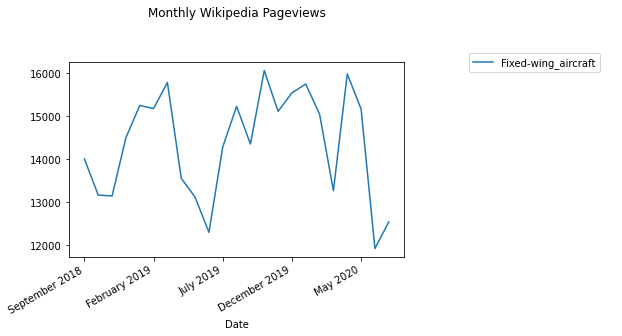 Monthly Wikipedia Pageviews
Fixed-wing_aircraft
16000
15000
14000
13000
12000
September 2018
February 2019
July 2019
December 2019
May 2020
Date